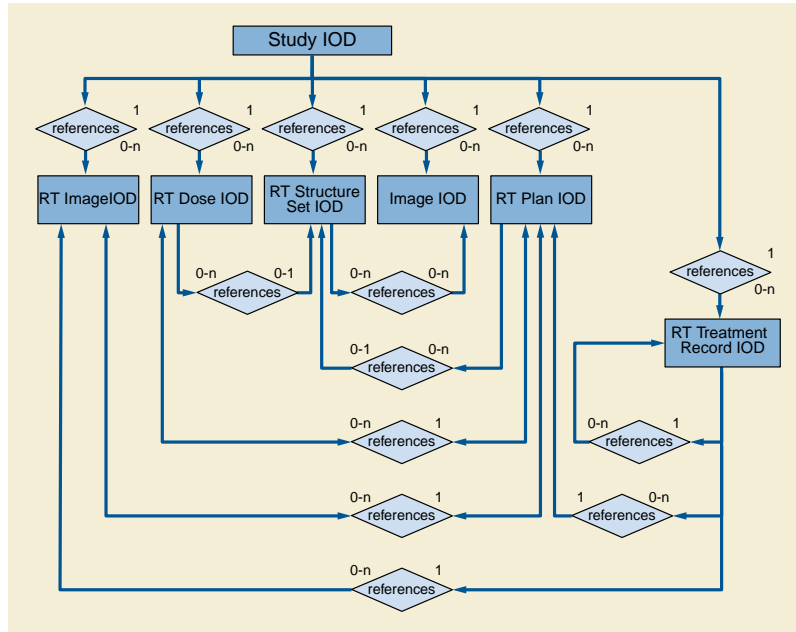 Study IOD
1 1 1 1 1
references references references references references
0-n 0-n 0-n 0-n 0-n
RT ImageIOD
RT Dose IOD
RT Structure
Set IOD
Image IOD
RT Plan IOD
1
references
0-n
0-n 0-1
references
0-n 0-n
references
RT Treatment
Record IOD
0-1 0-n
references
0-n 1
references
0-n 1
references
0-n 1
references
1 0-n
references
0-n 1
references